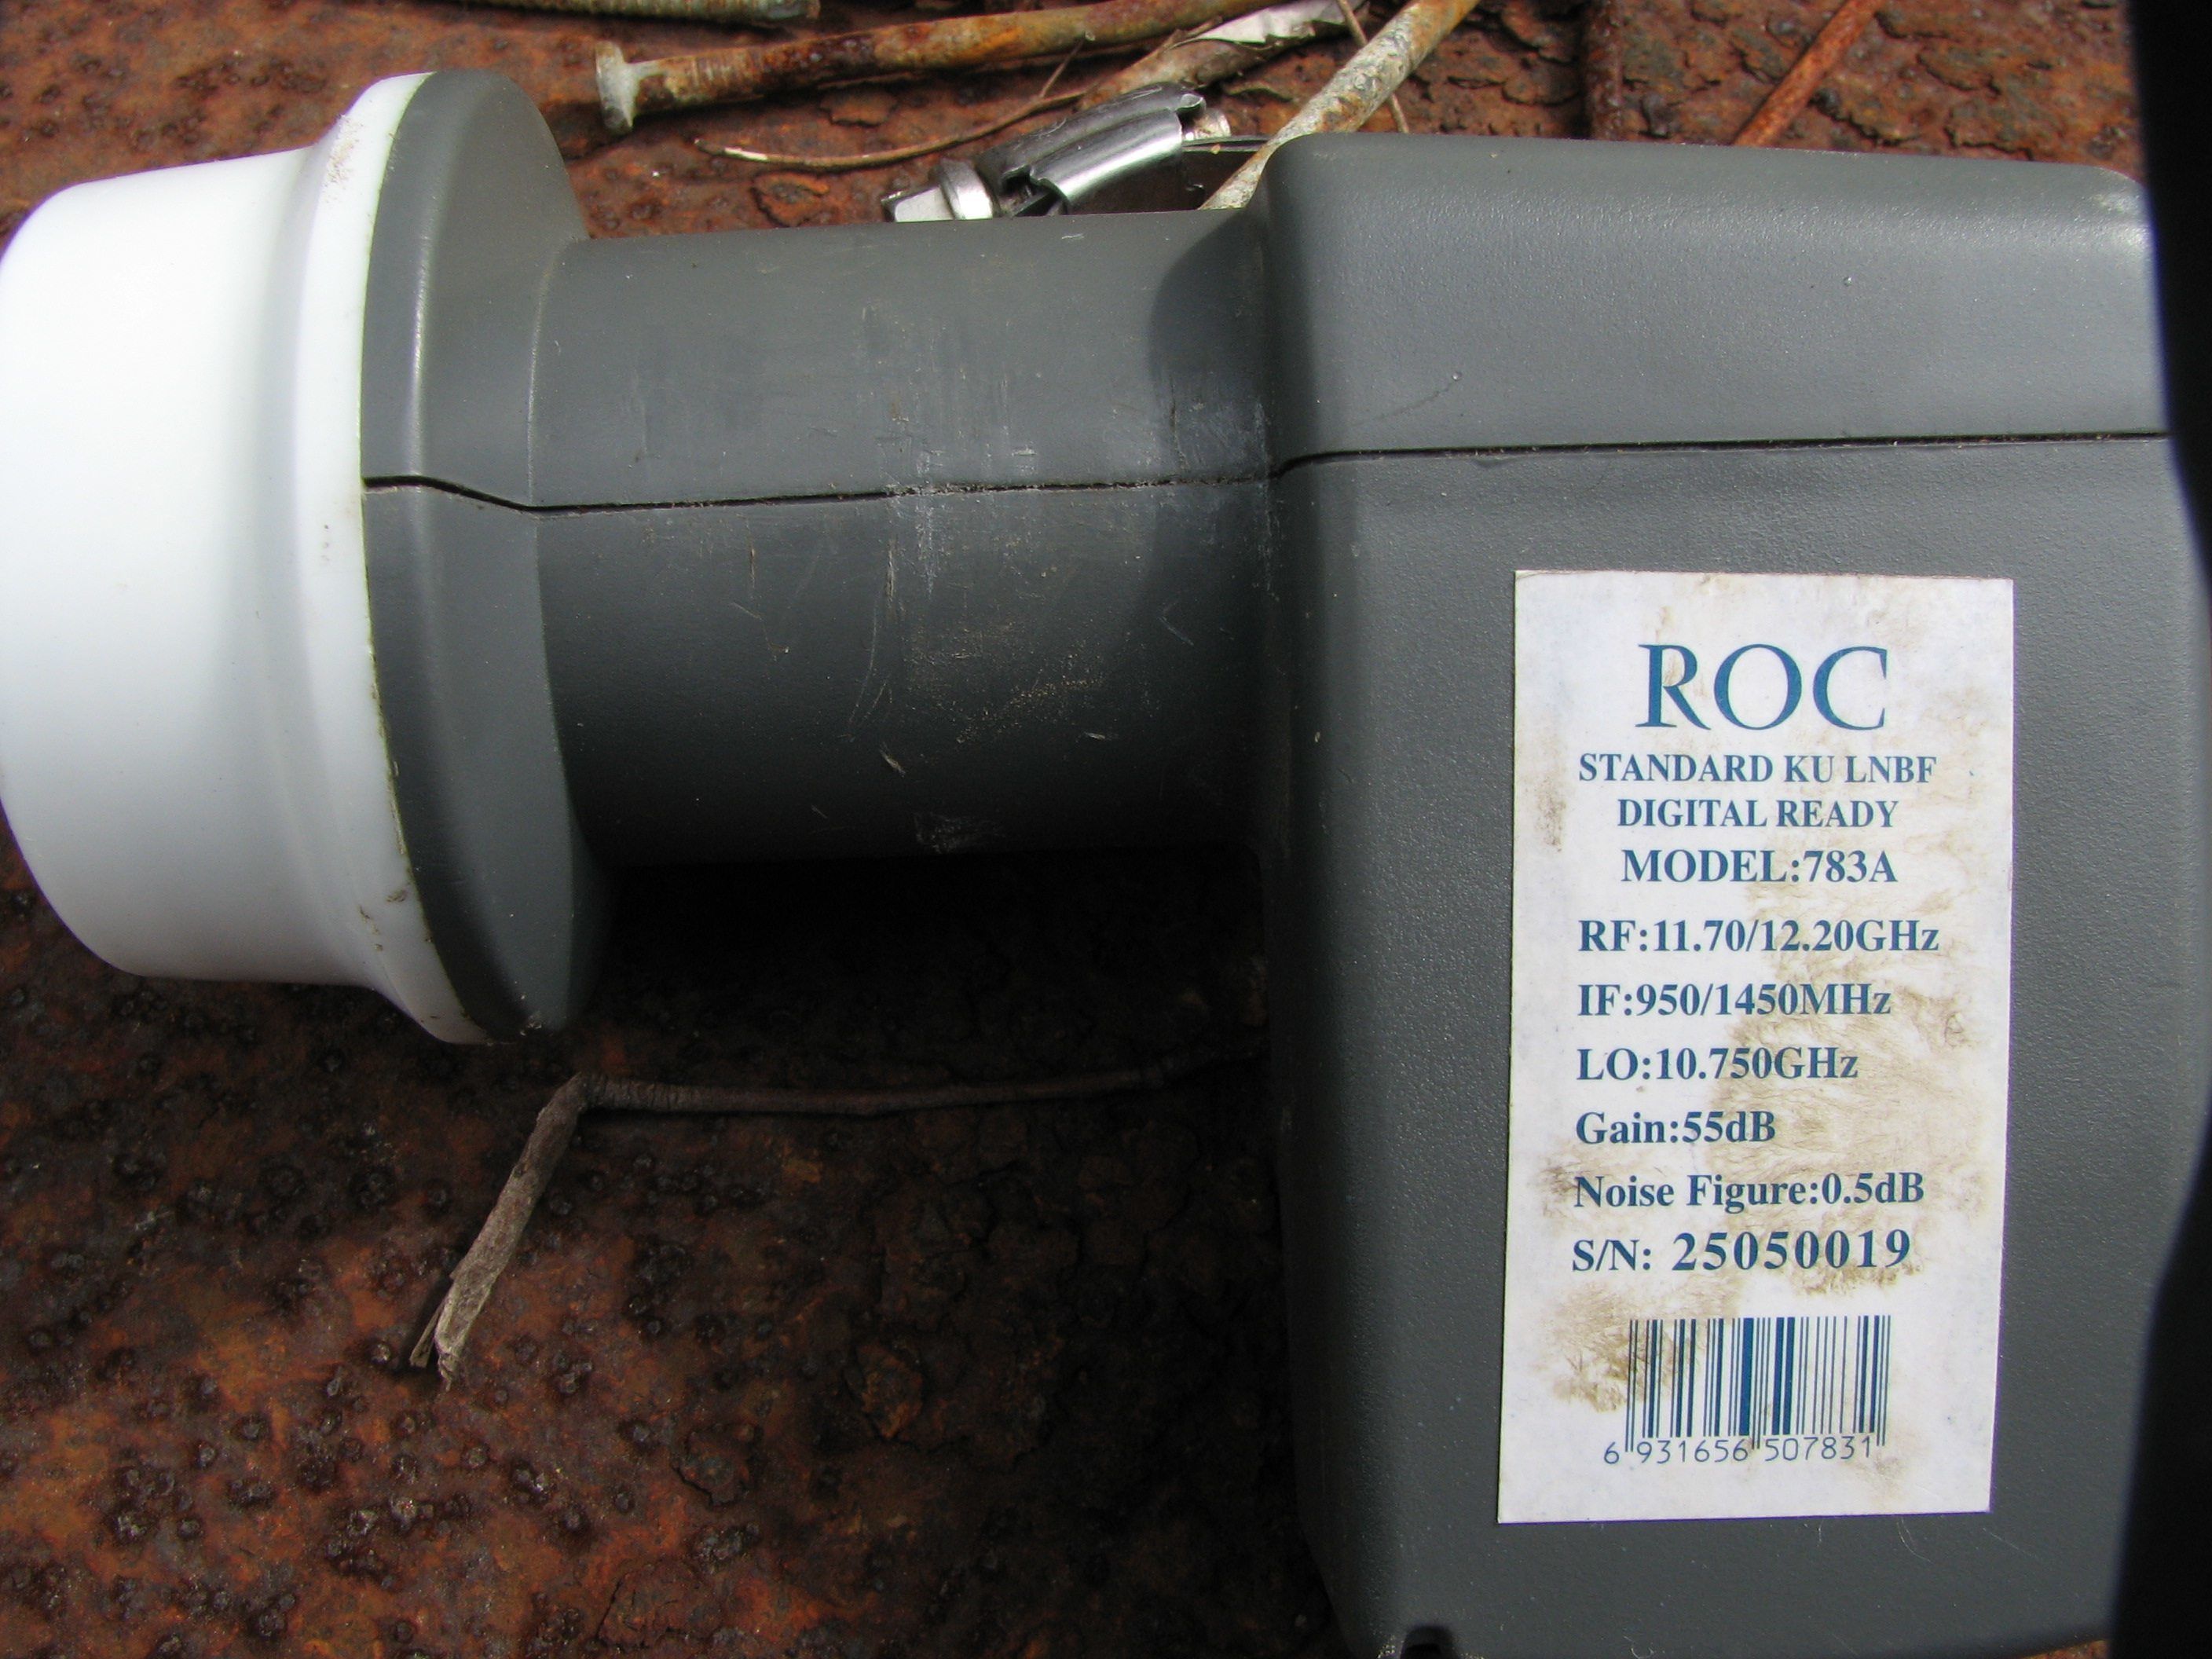 ROC
STANDARD KU LNBF
DIGITAL READY
MODEL:783A
RF:11.70/12.20GHz
IF:950/1450MHz
LO:10.750GHz
Gain:55dB
Noise Figure:0.5dB
S/N: 25050019
6 931656 507831